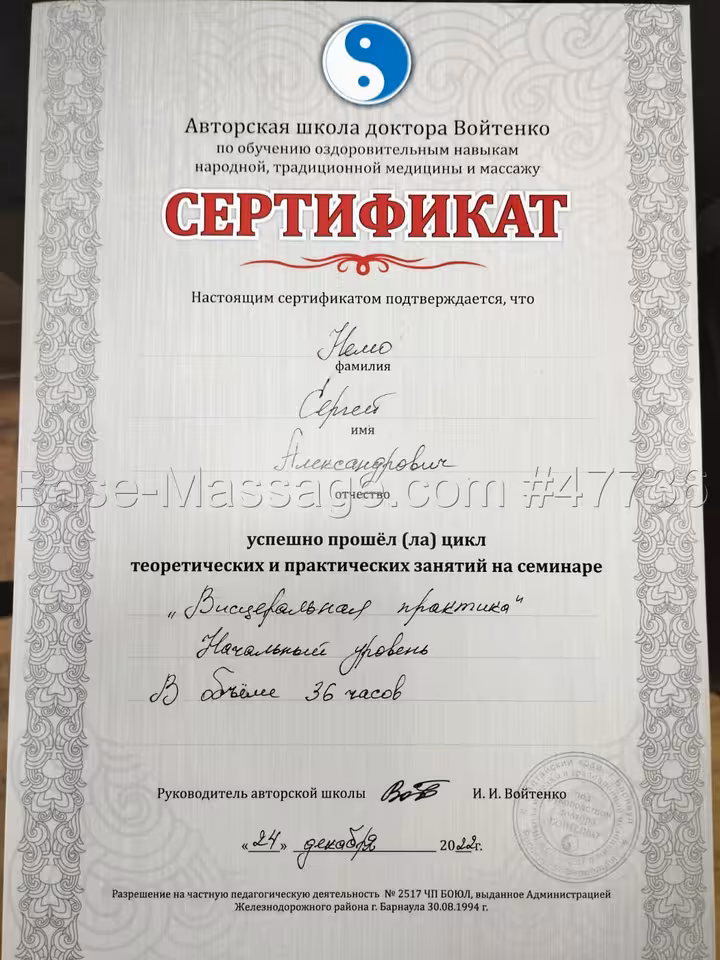 Авторская школа доктора Войтенко
по обучению оздоровительным навыкам
народной, традиционной медицины и массажу
СЕРТИФИКАТ
Настоящим сертификатом подтверждается, что
Немо
фамилия
Сергей
имя
Александрович
Base-Massage.com #47736
отчество
успешно прошёл (ла) цикл
теоретических и практических занятий на семинаре
„Висцеральная практика"
Начальный уровень
В объёме 36 часов
Руководитель авторской школы И. И. Войтенко
«24» декабря 2022г.
Разрешение на частную педагогическую деятельность № 2517 ЧП БОЮЛ, выданное Администрацией
Железнодорожного района г. Барнаула 30.08.1994 г.